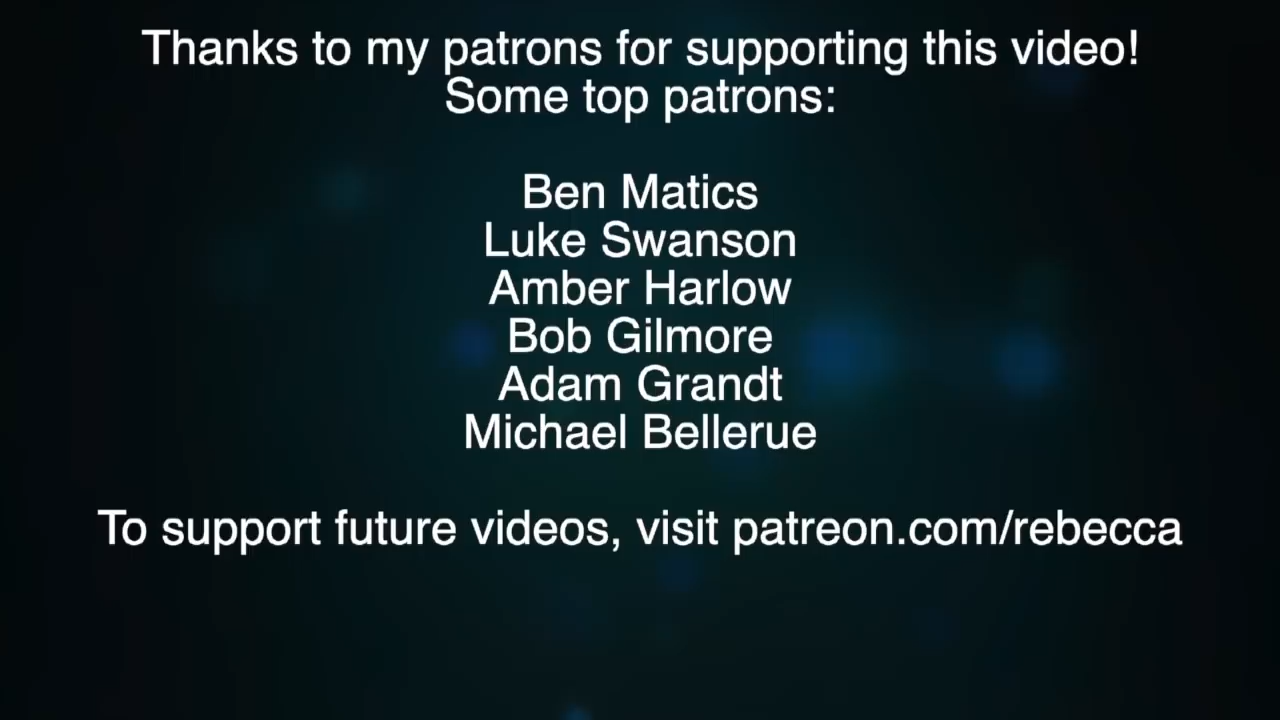 Thanks to my patrons for supporting this video!
Some top patrons:
Ben Matics
Luke Swanson
Amber Harlow
Bob Gilmore
Adam Grandt
Michael Bellerue
To support future videos, visit patreon.com/rebecca